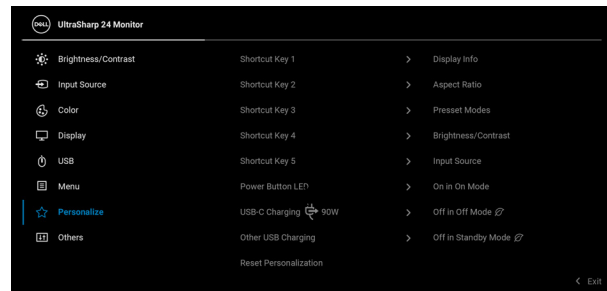 DELL UltraSharp 24 Monitor
Brightness/Contrast Shortcut Key 1 > Display Info
Input Source Shortcut Key 2 > Aspect Ratio
Color Shortcut Key 3 > Presset Modes
Display Shortcut Key 4 > Brightness/Contrast
USB Shortcut Key 5 > Input Source
Menu Power Button LED > On in On Mode
Personalize USB-C Charging 90W > Off in Off Mode
Others Other USB Charging > Off in Standby Mode
Reset Personalization
< Exit